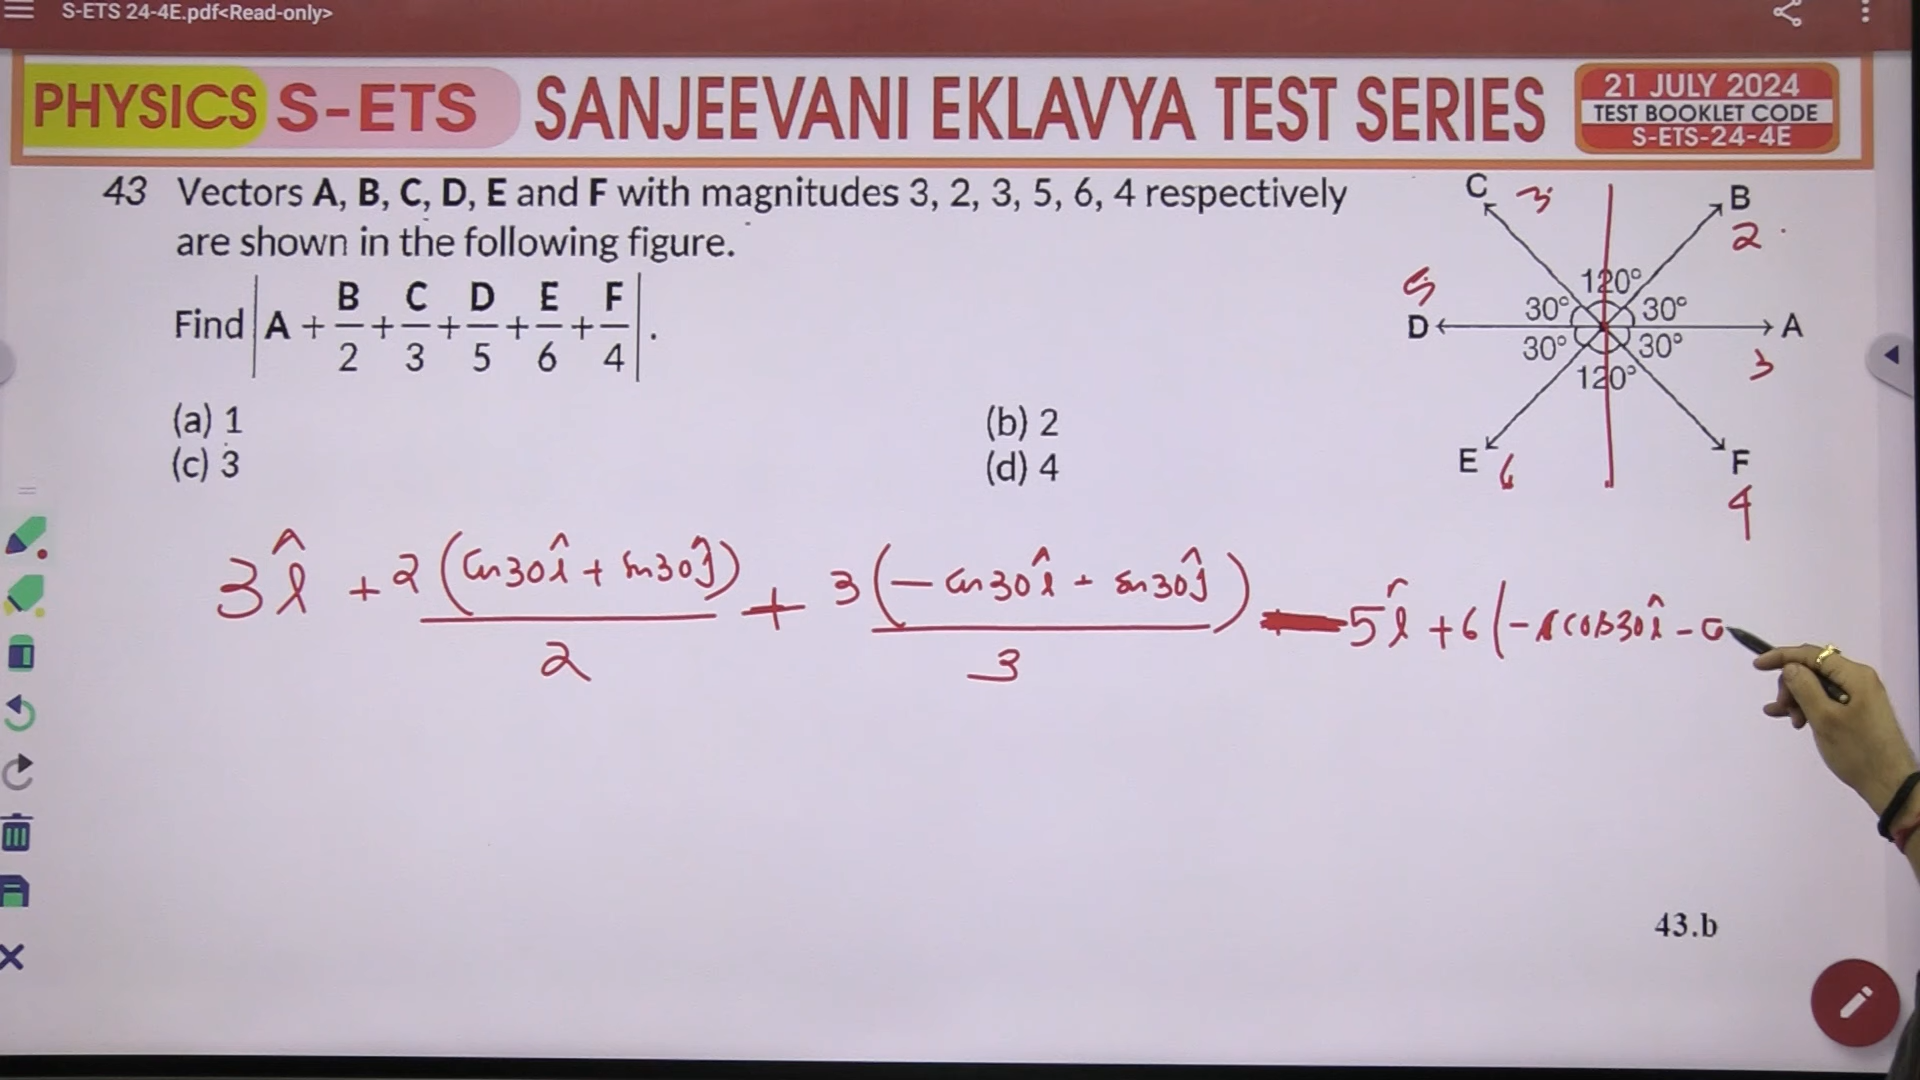 S-ETS 24-4E.pdf<Read-only>
PHYSICS S-ETS SANJEEVANI EKLAVYA TEST SERIES
21 JULY 2024
TEST BOOKLET CODE
S-ETS-24-4E
43 Vectors A, B, C, D, E and F with magnitudes 3, 2, 3, 5, 6, 4 respectively
are shown in the following figure.
Find |A + B/2 + C/3 + D/5 + E/6 + F/4|.
(a) 1 (b) 2
(c) 3 (d) 4
C 3 B
2
5 120°
30° 30°
D A
30° 30° 3
120°
E 6 F
4
3î + 2(cos30î + sin30ĵ)/2 + 3(-cos30î + sin30ĵ)/3 - 5î + 6(-cos30î -
43.b